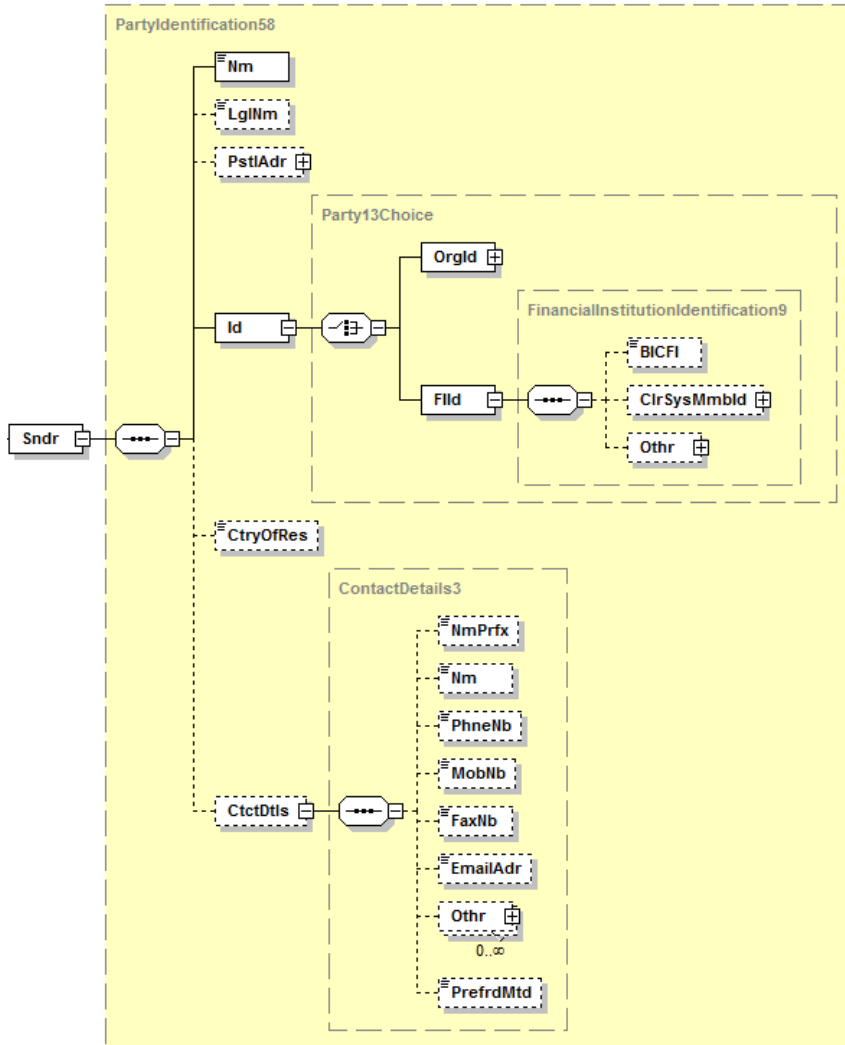 PartyIdentification58
Nm
LglNm
PstlAdr
Party13Choice
OrgId
FinancialInstitutionIdentification9
Id
BICFI
FIId
ClrSysMmbId
Sndr
Othr
CtryOfRes
ContactDetails3
NmPrfx
Nm
PhneNb
MobNb
CtctDtls
FaxNb
EmailAdr
Othr
0..∞
PrefrdMtd